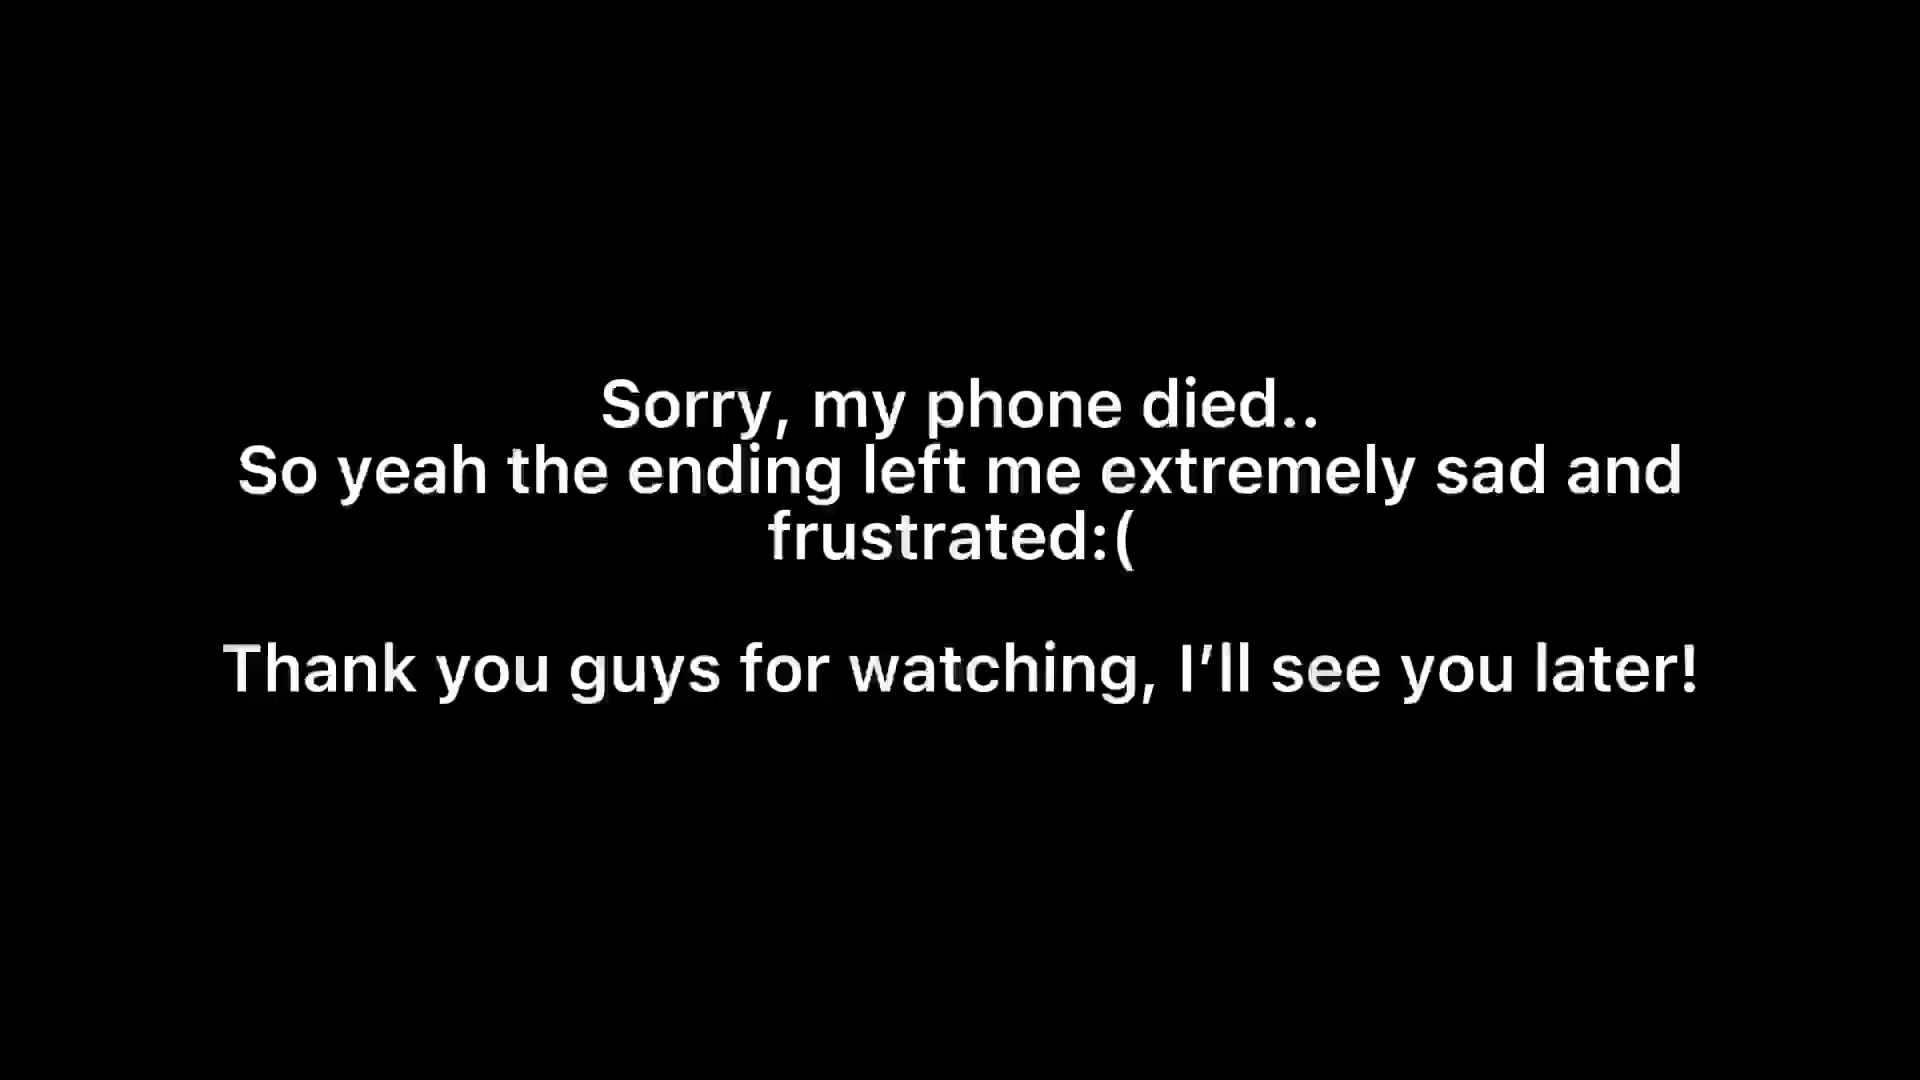 Sorry, my phone died..
So yeah the ending left me extremely sad and
frustrated:(
Thank you guys for watching, I’ll see you later!